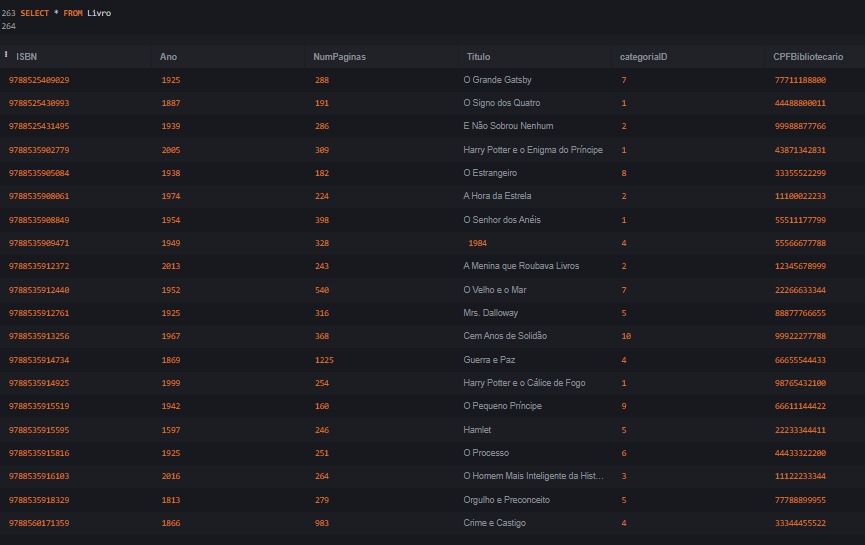 263 SELECT * FROM Livro
264
! ISBN Ano NumPaginas Titulo categoriaID CPFBibliotecario
9788525409029 1925 288 O Grande Gatsby 7 77711188800
9788525430993 1887 191 O Signo dos Quatro 1 44488800011
9788525431495 1939 286 E Não Sobrou Nenhum 2 99988877766
9788535902779 2005 309 Harry Potter e o Enigma do Príncipe 1 43871342831
9788535905084 1938 182 O Estrangeiro 8 33355522299
9788535908061 1974 224 A Hora da Estrela 2 11100022233
9788535908849 1954 398 O Senhor dos Anéis 1 55511177799
9788535909471 1949 328 1984 4 55566677788
9788535912372 2013 243 A Menina que Roubava Livros 2 12345678999
9788535912440 1952 540 O Velho e o Mar 7 22266633344
9788535912761 1925 316 Mrs. Dalloway 5 88877766655
9788535913256 1967 368 Cem Anos de Solidão 10 99922277788
9788535914734 1869 1225 Guerra e Paz 4 66655544433
9788535914925 1999 254 Harry Potter e o Cálice de Fogo 1 98765432100
9788535915519 1942 160 O Pequeno Príncipe 9 66611144422
9788535915595 1597 246 Hamlet 5 22233344411
9788535915816 1925 251 O Processo 6 44433322200
9788535916103 2016 264 O Homem Mais Inteligente da Hist... 3 11122233344
9788535918329 1813 279 Orgulho e Preconceito 5 77788899955
9788560171359 1866 983 Crime e Castigo 4 33344455522